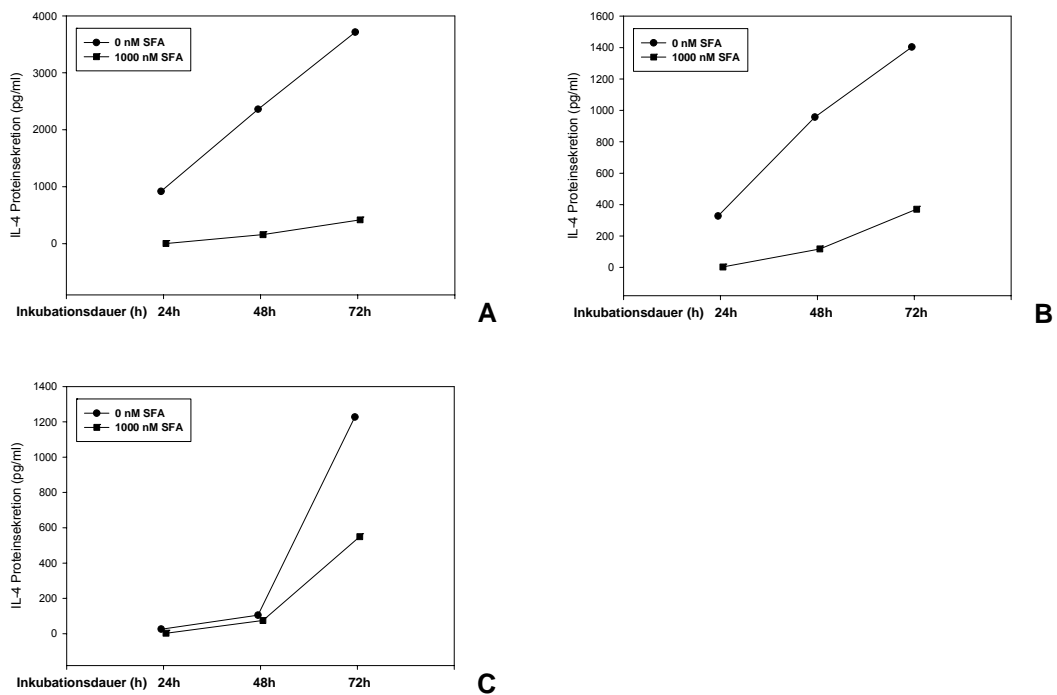 4000
3000
2000
1000
0
IL-4 Proteinsekretion (pg/ml)
0 nM SFA
1000 nM SFA
Inkubationsdauer (h) 24h 48h 72h
A
1600
1400
1200
1000
800
600
400
200
0
IL-4 Proteinsekretion (pg/ml)
0 nM SFA
1000 nM SFA
Inkubationsdauer (h) 24h 48h 72h
B
1400
1200
1000
800
600
400
200
0
IL-4 Proteinsekretion (pg/ml)
0 nM SFA
1000 nM SFA
Inkubationsdauer (h) 24h 48h 72h
C